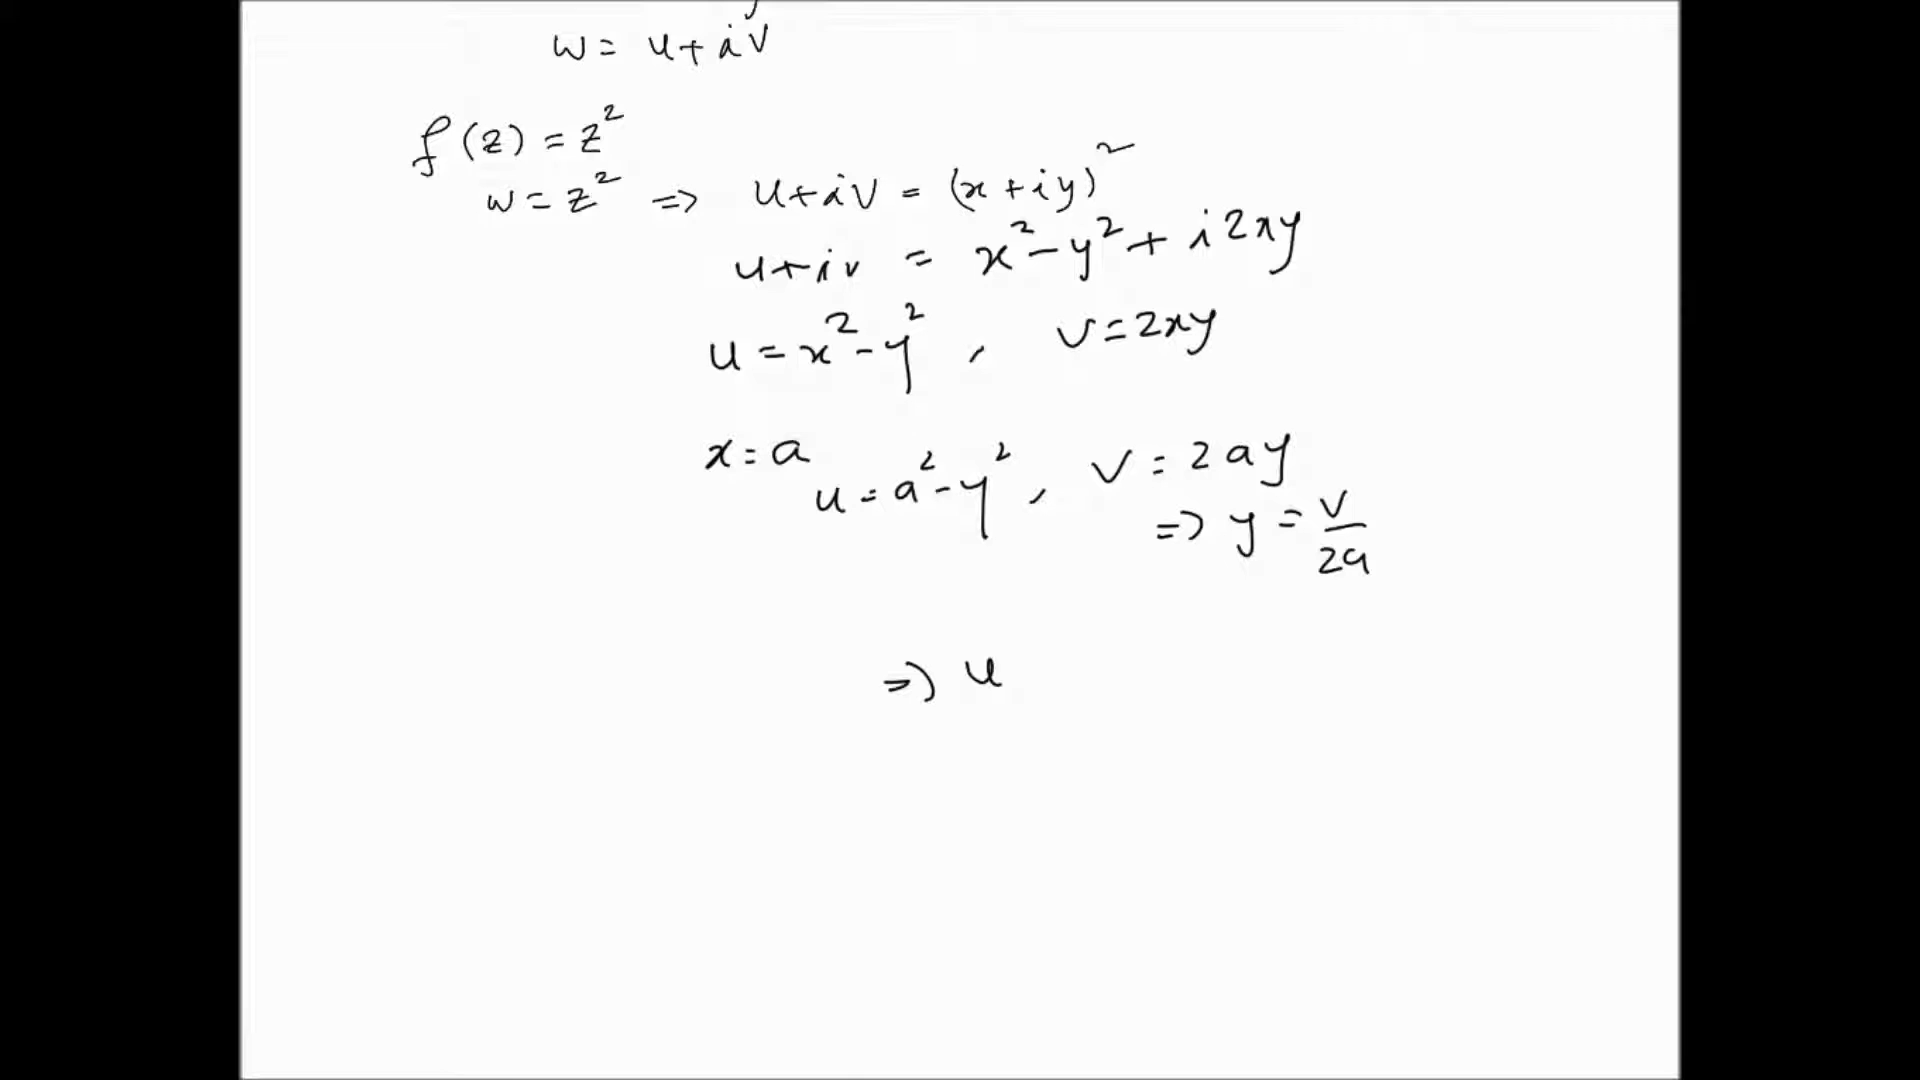 w = u+iv
f(z) = z²
w = z² => u+iv = (x+iy)²
u+iv = x²-y²+i2xy
u = x²-y² , v=2xy
x=a
u = a²-y² , v = 2ay
=> y = v/2a
=> u